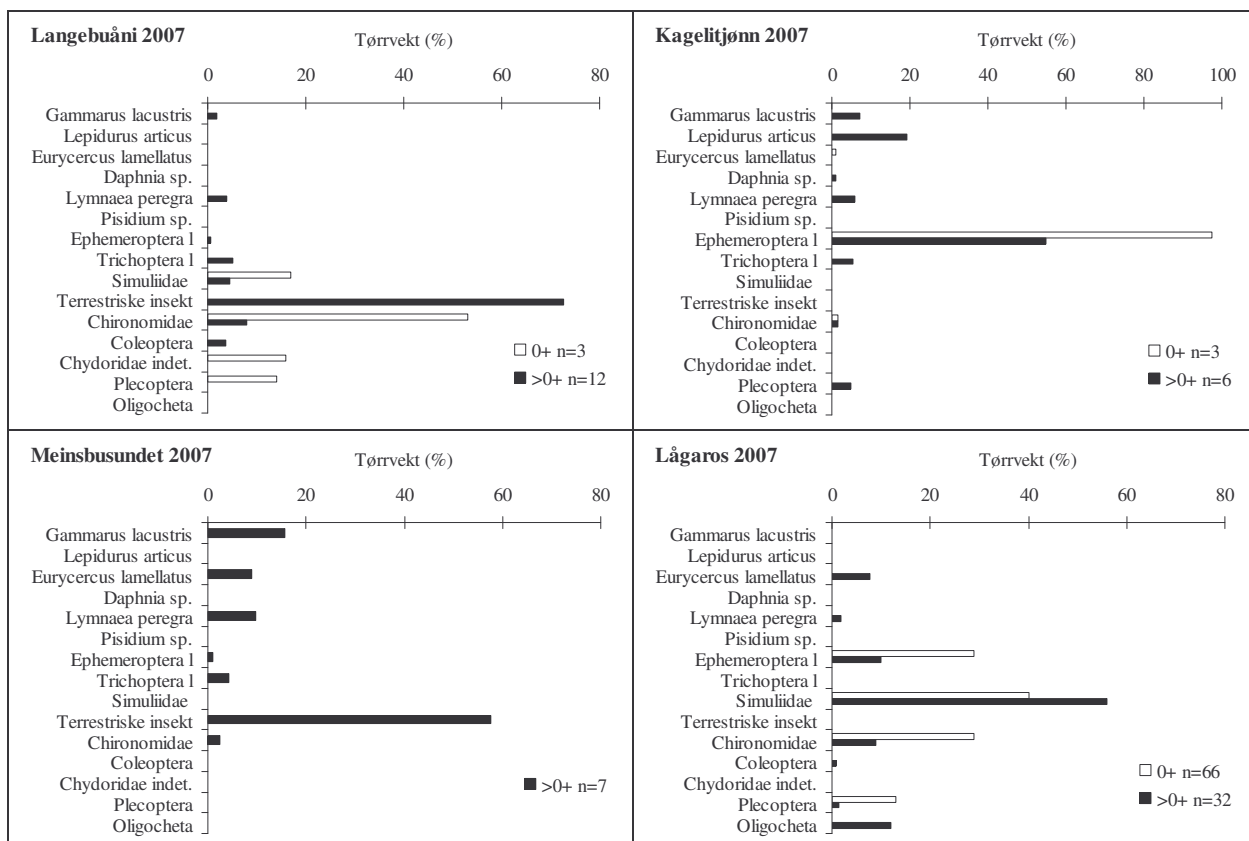 Langebuåni 2007
Tørrvekt (%)
0 20 40 60 80
Gammarus lacustris
Lepidurus articus
Eurycercus lamellatus
Daphnia sp.
Lymnaea peregra
Pisidium sp.
Ephemeroptera l
Trichoptera l
Simuliidae
Terrestriske insekt
Chironomidae
Coleoptera
Chydoridae indet.
Plecoptera
Oligocheta
0+ n=3
>0+ n=12
Kagelitjønn 2007
Tørrvekt (%)
0 20 40 60 80 100
Gammarus lacustris
Lepidurus articus
Eurycercus lamellatus
Daphnia sp.
Lymnaea peregra
Pisidium sp.
Ephemeroptera l
Trichoptera l
Simuliidae
Terrestriske insekt
Chironomidae
Coleoptera
Chydoridae indet.
Plecoptera
Oligocheta
0+ n=3
>0+ n=6
Meinsbusundet 2007
Tørrvekt (%)
0 20 40 60 80
Gammarus lacustris
Lepidurus articus
Eurycercus lamellatus
Daphnia sp.
Lymnaea peregra
Pisidium sp.
Ephemeroptera l
Trichoptera l
Simuliidae
Terrestriske insekt
Chironomidae
Coleoptera
Chydoridae indet.
Plecoptera
Oligocheta
>0+ n=7
Lågaros 2007
Tørrvekt (%)
0 20 40 60 80
Gammarus lacustris
Lepidurus articus
Eurycercus lamellatus
Daphnia sp.
Lymnaea peregra
Pisidium sp.
Ephemeroptera l
Trichoptera l
Simuliidae
Terrestriske insekt
Chironomidae
Coleoptera
Chydoridae indet.
Plecoptera
Oligocheta
0+ n=66
>0+ n=32